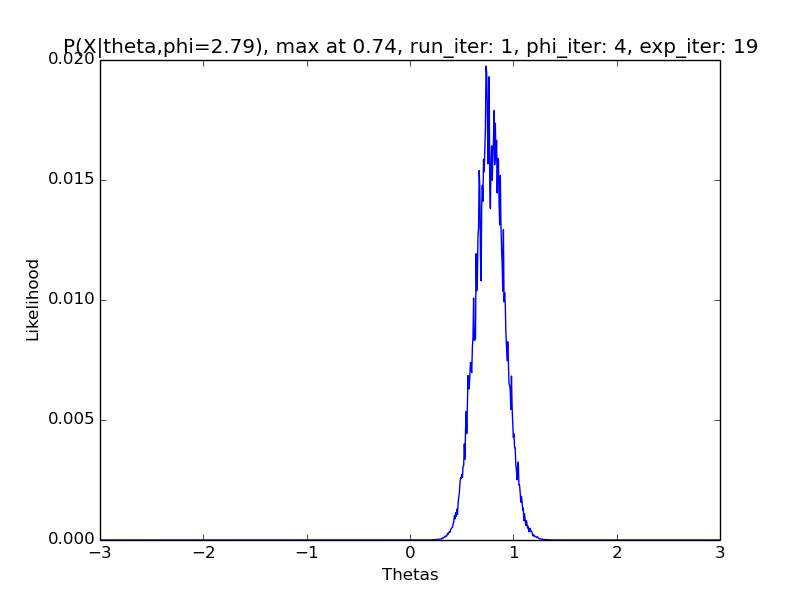 P(X|theta,phi=2.79), max at 0.74, run_iter: 1, phi_iter: 4, exp_iter: 19
0.020
0.015
0.010
0.005
0.000
Likelihood
−3 −2 −1 0 1 2 3
Thetas